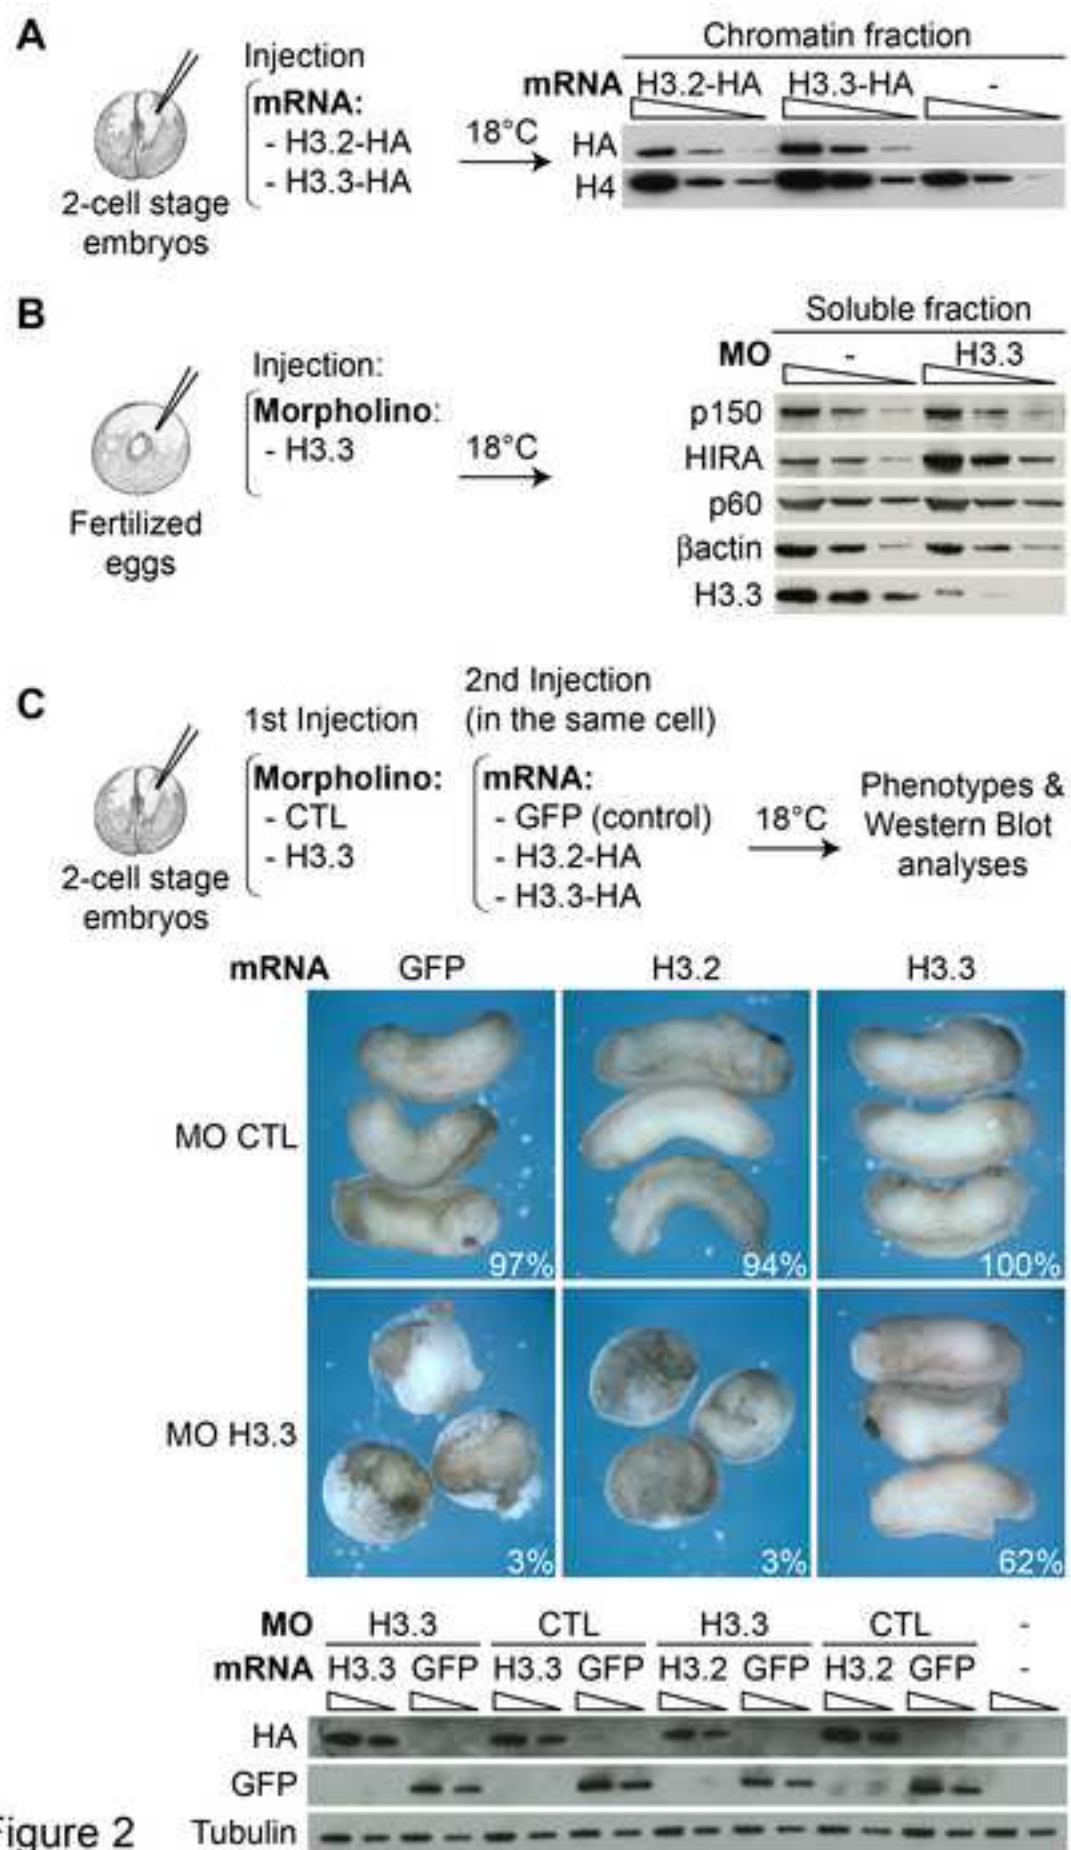 A
Injection
mRNA:
- H3.2-HA
- H3.3-HA
2-cell stage
embryos
18°C
Chromatin fraction
mRNA H3.2-HA H3.3-HA -
HA
H4
B
Injection:
Morpholino:
- H3.3
Fertilized
eggs
18°C
Soluble fraction
MO - H3.3
p150
HIRA
p60
βactin
H3.3
C
1st Injection
Morpholino:
- CTL
- H3.3
2-cell stage
embryos
2nd Injection
(in the same cell)
mRNA:
- GFP (control)
- H3.2-HA
- H3.3-HA
18°C
Phenotypes &
Western Blot
analyses
mRNA GFP H3.2 H3.3
MO CTL
97% 94% 100%
MO H3.3
3% 3% 62%
MO H3.3 CTL H3.3 CTL -
mRNA H3.3 GFP H3.3 GFP H3.2 GFP H3.2 GFP -
HA
GFP
Tubulin
Figure 2